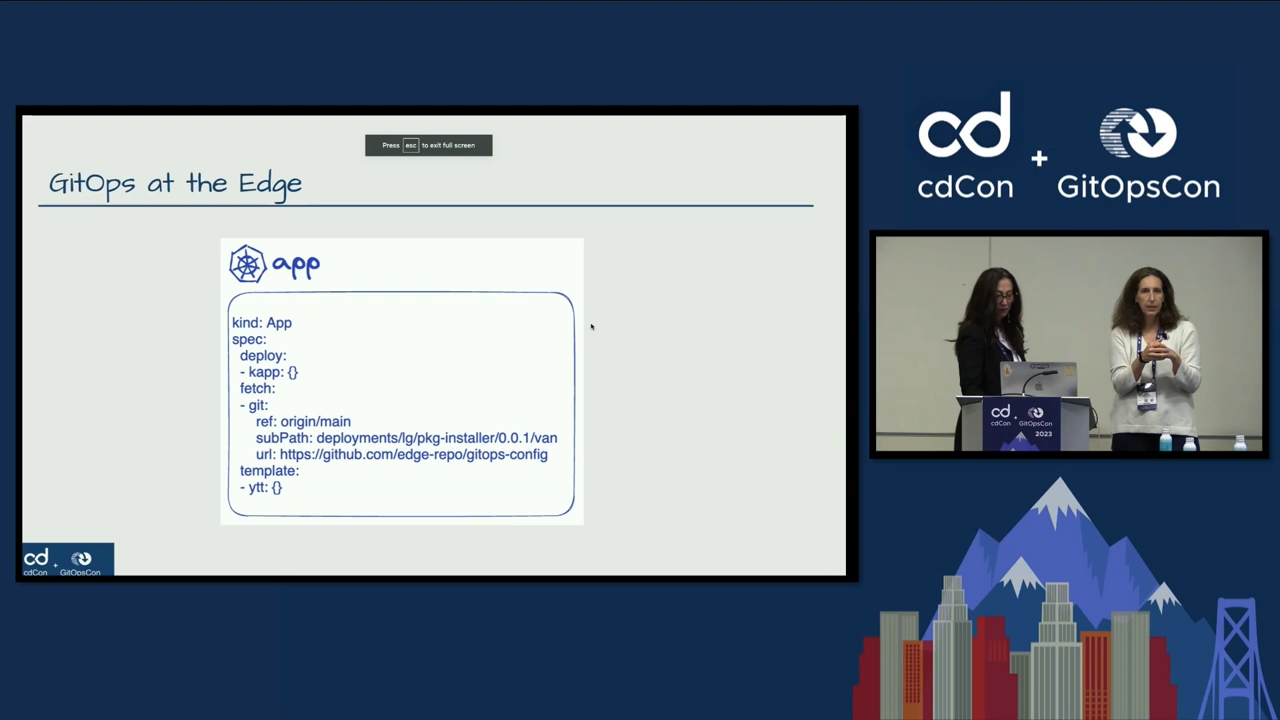 Press esc to exit full screen
GitOps at the Edge
app
kind: App
spec:
deploy:
- kapp: {}
fetch:
- git:
ref: origin/main
subPath: deployments/lg/pkg-installer/0.0.1/van
url: https://github.com/edge-repo/gitops-config
template:
- ytt: {}
cd + 
cdCon GitOpsCon
cd
+
cdCon GitOpsCon
cd +
cdCon GitOpsCon
2023